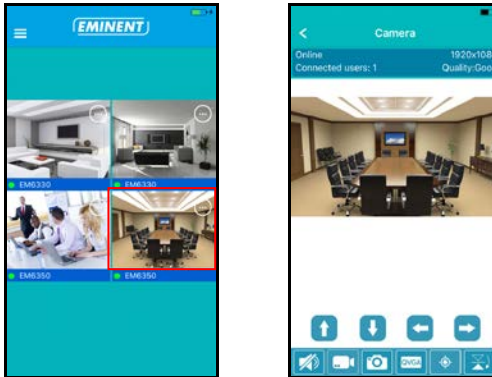 EMINENT
EM6330
EM6330
EM6350
EM6350
Camera
Online
1920x108
Connected users: 1
Quality:Goo
QVGA